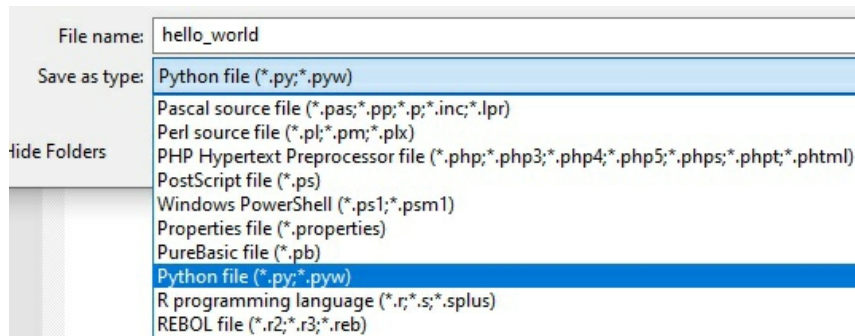 File name: hello_world
Save as type: Python file (*.py;*.pyw)
Pascal source file (*.pas;*.pp;*.p;*.inc;*.lpr)
Perl source file (*.pl;*.pm;*.plx)
Hide Folders
PHP Hypertext Preprocessor file (*.php;*.php3;*.php4;*.php5;*.phps;*.phpt;*.phtml)
PostScript file (*.ps)
Windows PowerShell (*.ps1;*.psm1)
Properties file (*.properties)
PureBasic file (*.pb)
Python file (*.py;*.pyw)
R programming language (*.r;*.s;*.splus)
REBOL file (*.r2;*.r3;*.reb)